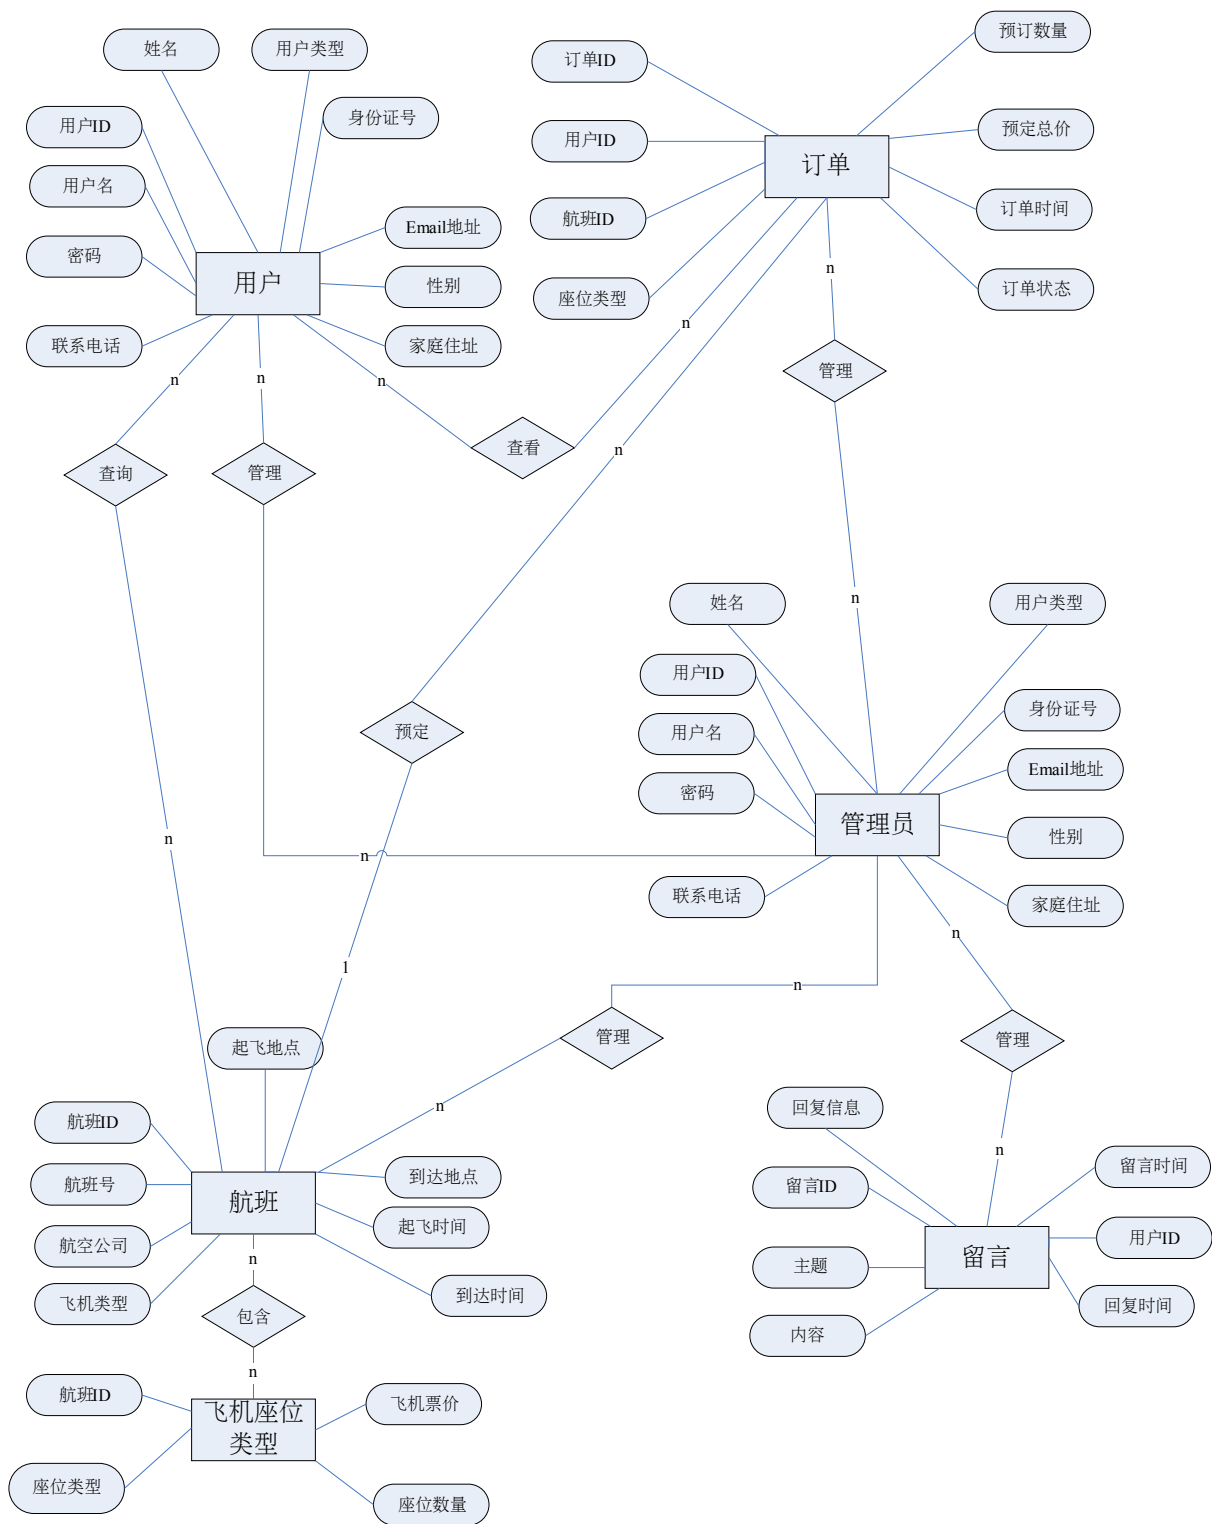 预订数量
姓名
用户类型
订单ID
身份证号
用户ID
预定总价
用户ID
订单
用户名
航班ID
订单时间
Email地址
密码
用户
n
性别
座位类型
订单状态
n
联系电话
家庭住址
管理
n
n
n
查看
n
查询
管理
n
姓名
用户类型
用户ID
身份证号
预定
用户名
Email地址
密码
管理员
性别
n
n
联系电话
家庭住址
n
1
n
管理
管理
起飞地点
n
回复信息
航班ID
n
留言时间
到达地点
航班号
留言ID
航班
起飞时间
用户ID
航空公司
n
留言
主题
到达时间
飞机类型
回复时间
包含
内容
n
航班ID
飞机票价
飞机座位
类型
座位类型
座位数量